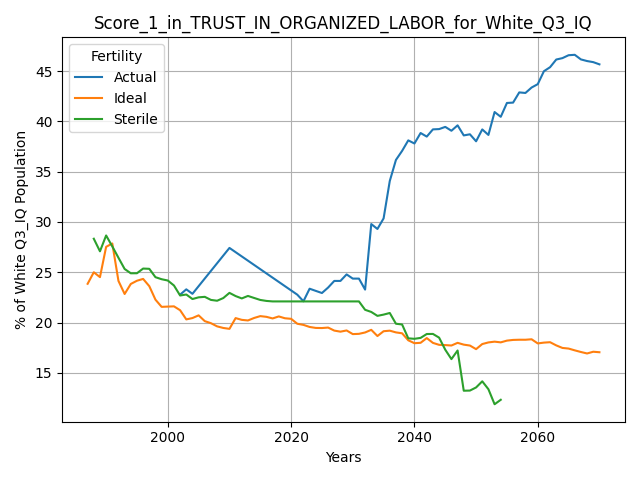 Score_1_in_TRUST_IN_ORGANIZED_LABOR_for_White_Q3_IQ
Fertility
Actual
Ideal
Sterile
% of White Q3_IQ Population
45
40
35
30
25
20
15
2000
2020
2040
2060
Years